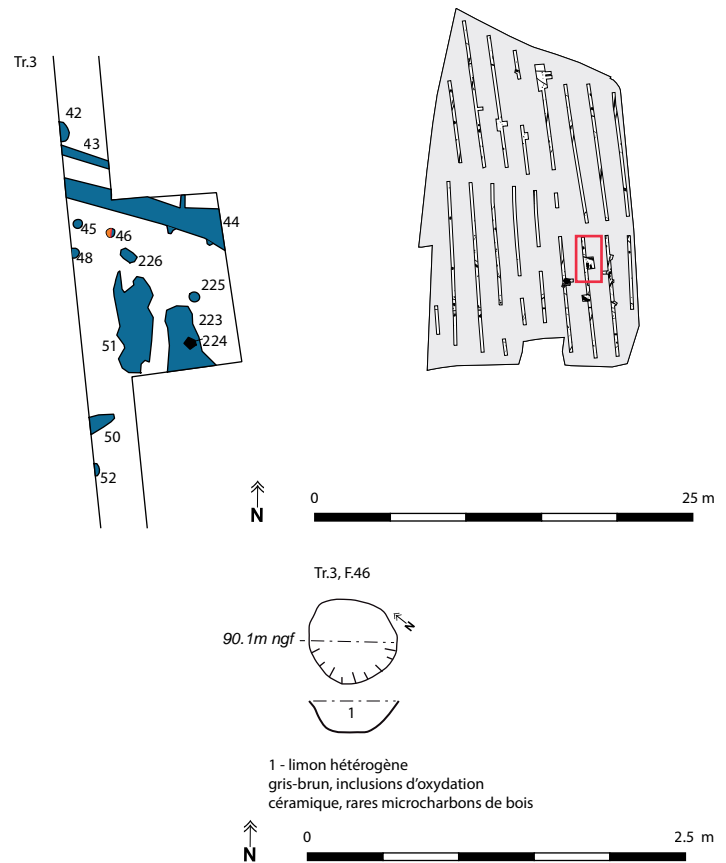 Tr.3
42
43
44
45
46
48
226
225
223
51
224
50
52
N
0 25 m
Tr.3, F.46
N
90.1m ngf
1
1 - limon hétérogène
gris-brun, inclusions d'oxydation
céramique, rares microcharbons de bois
N
0 2.5 m